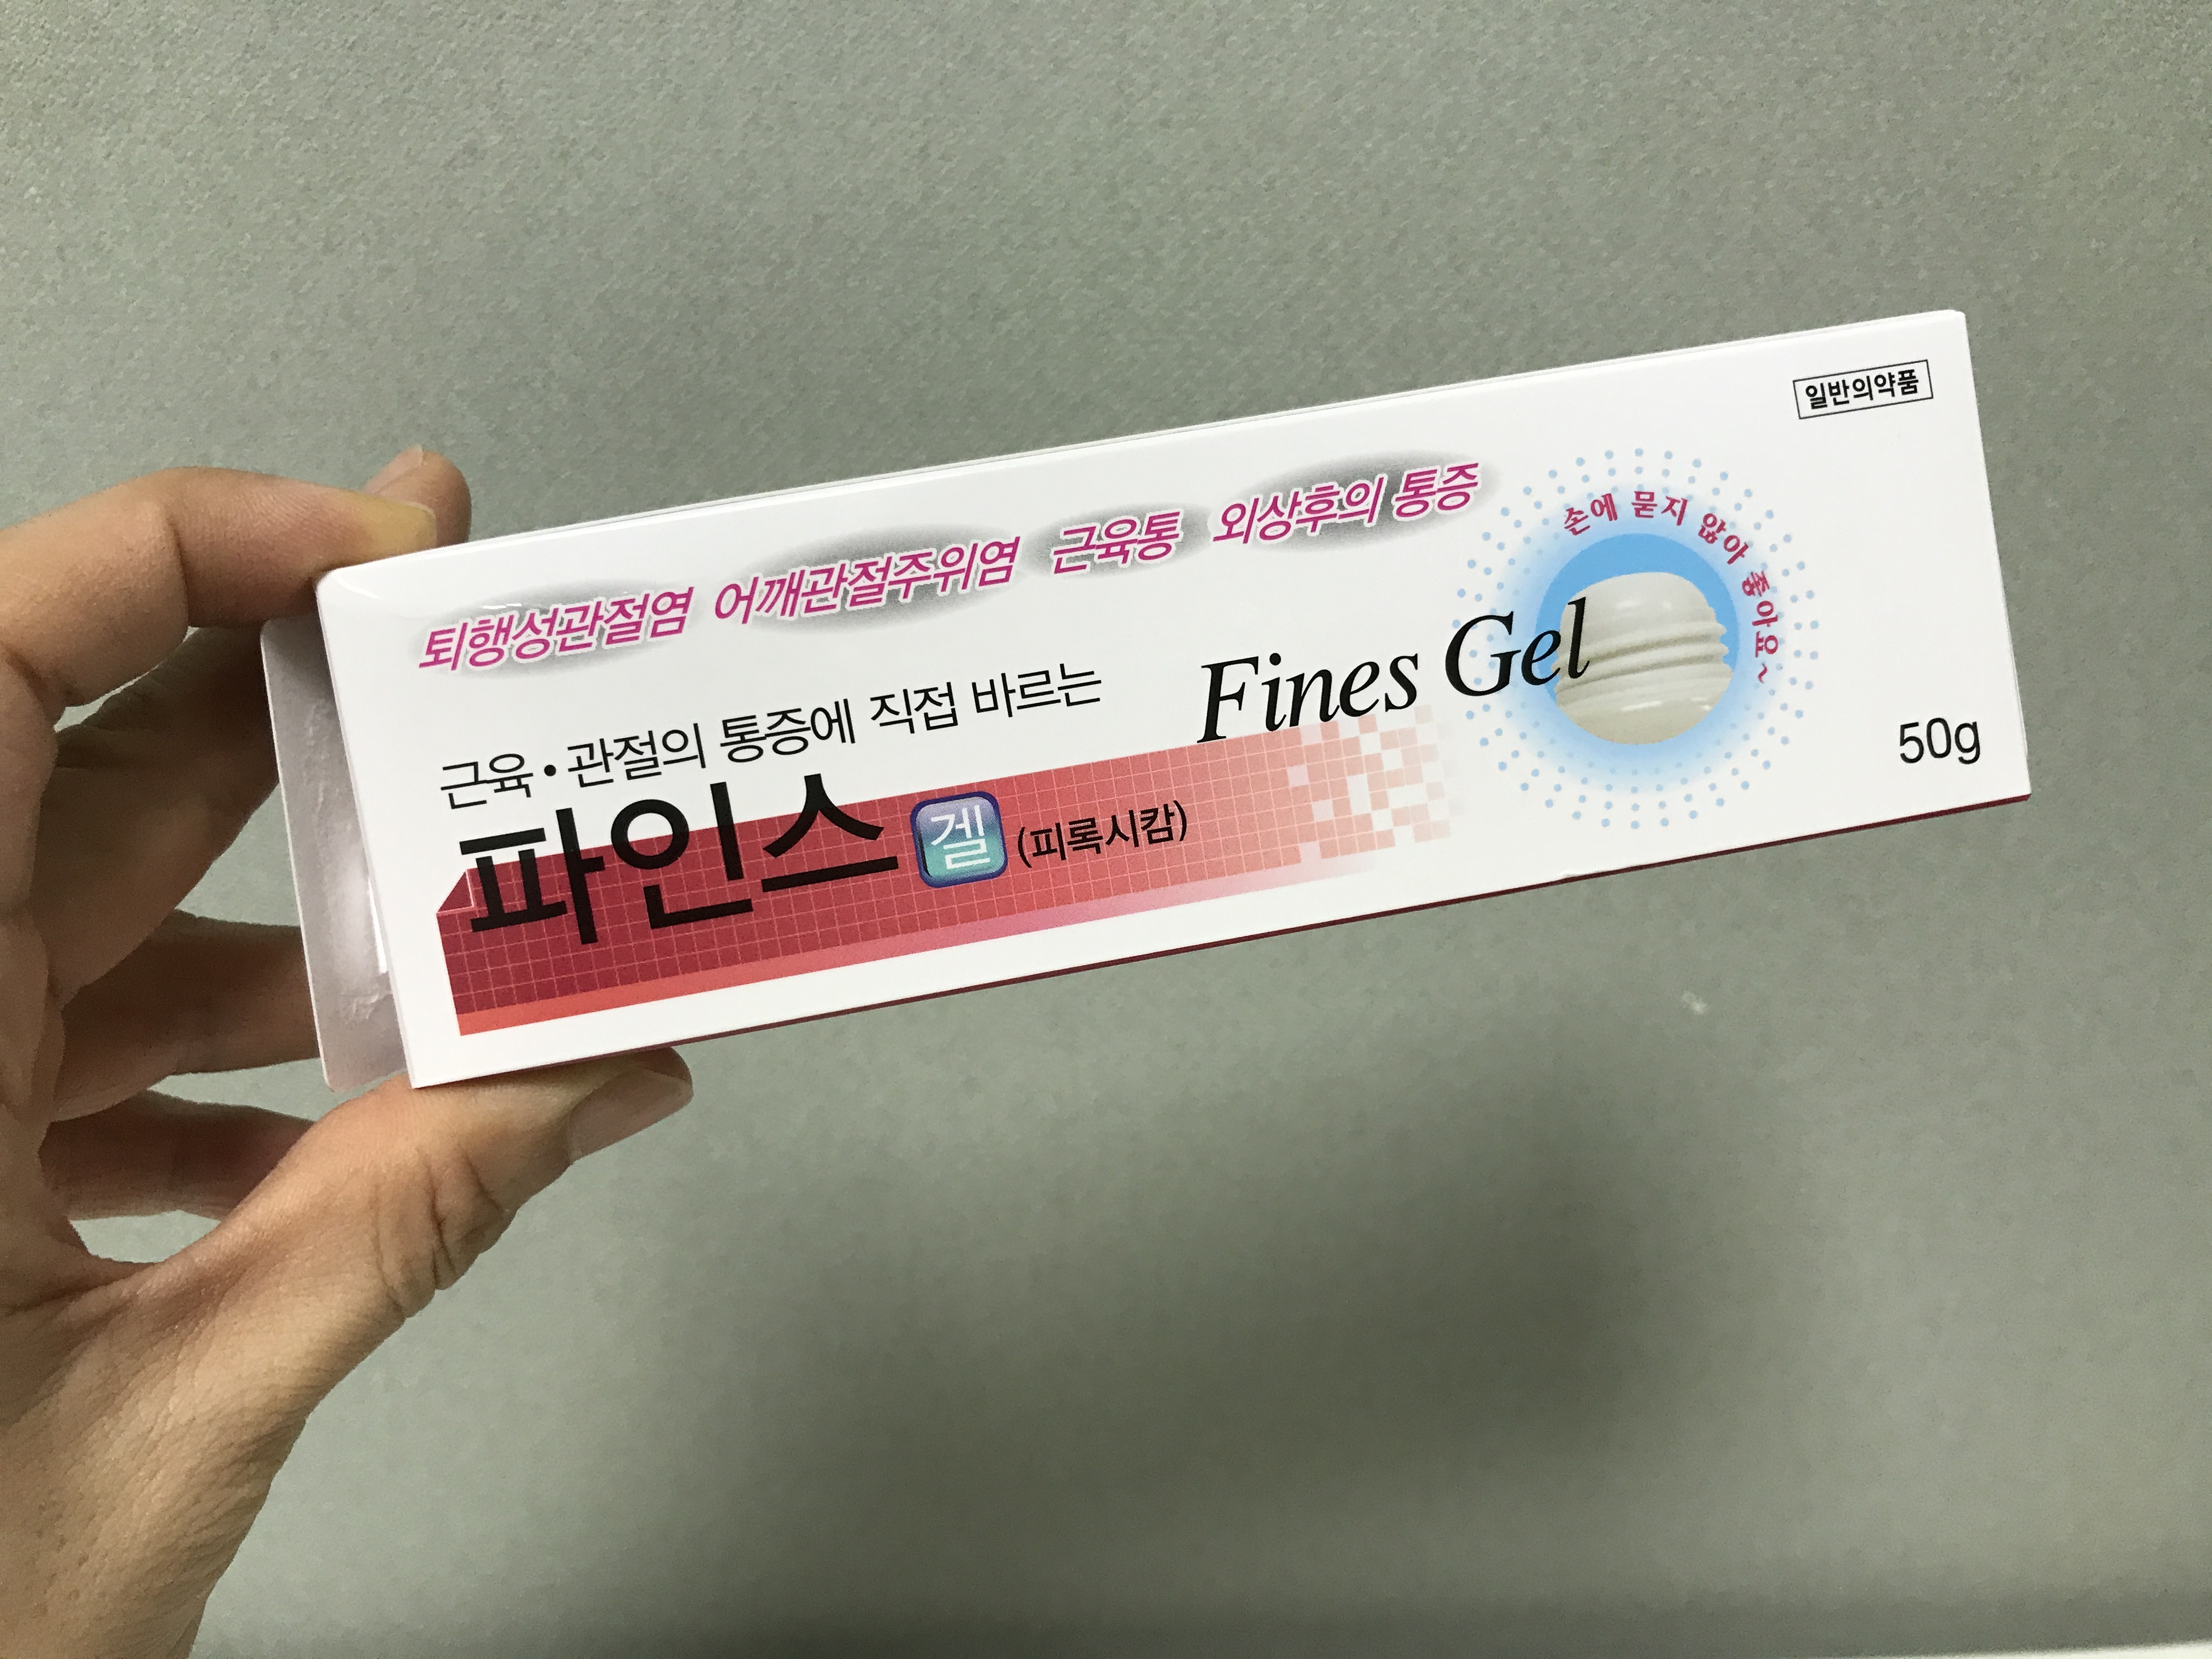 일반의약품
퇴행성관절염 어깨관절주위염 근육통 외상후의 통증
손에 묻지 않아 좋아요~
근육·관절의 통증에 직접 바르는
Fines Gel
파인스 겔 (피록시캄)
50g